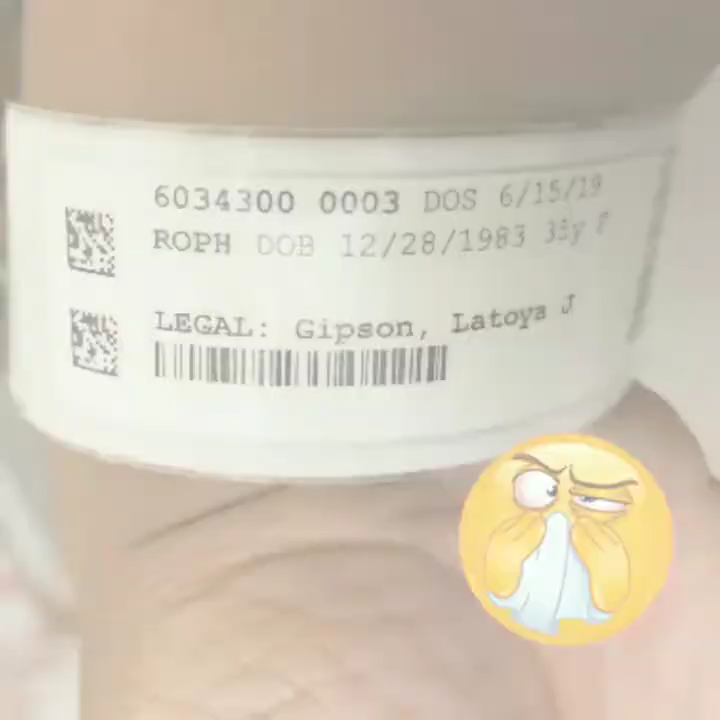 6034300 0003 DOS 6/15/19
ROPH DOB 12/28/1983 35y F
LEGAL: Gipson, Latoya J